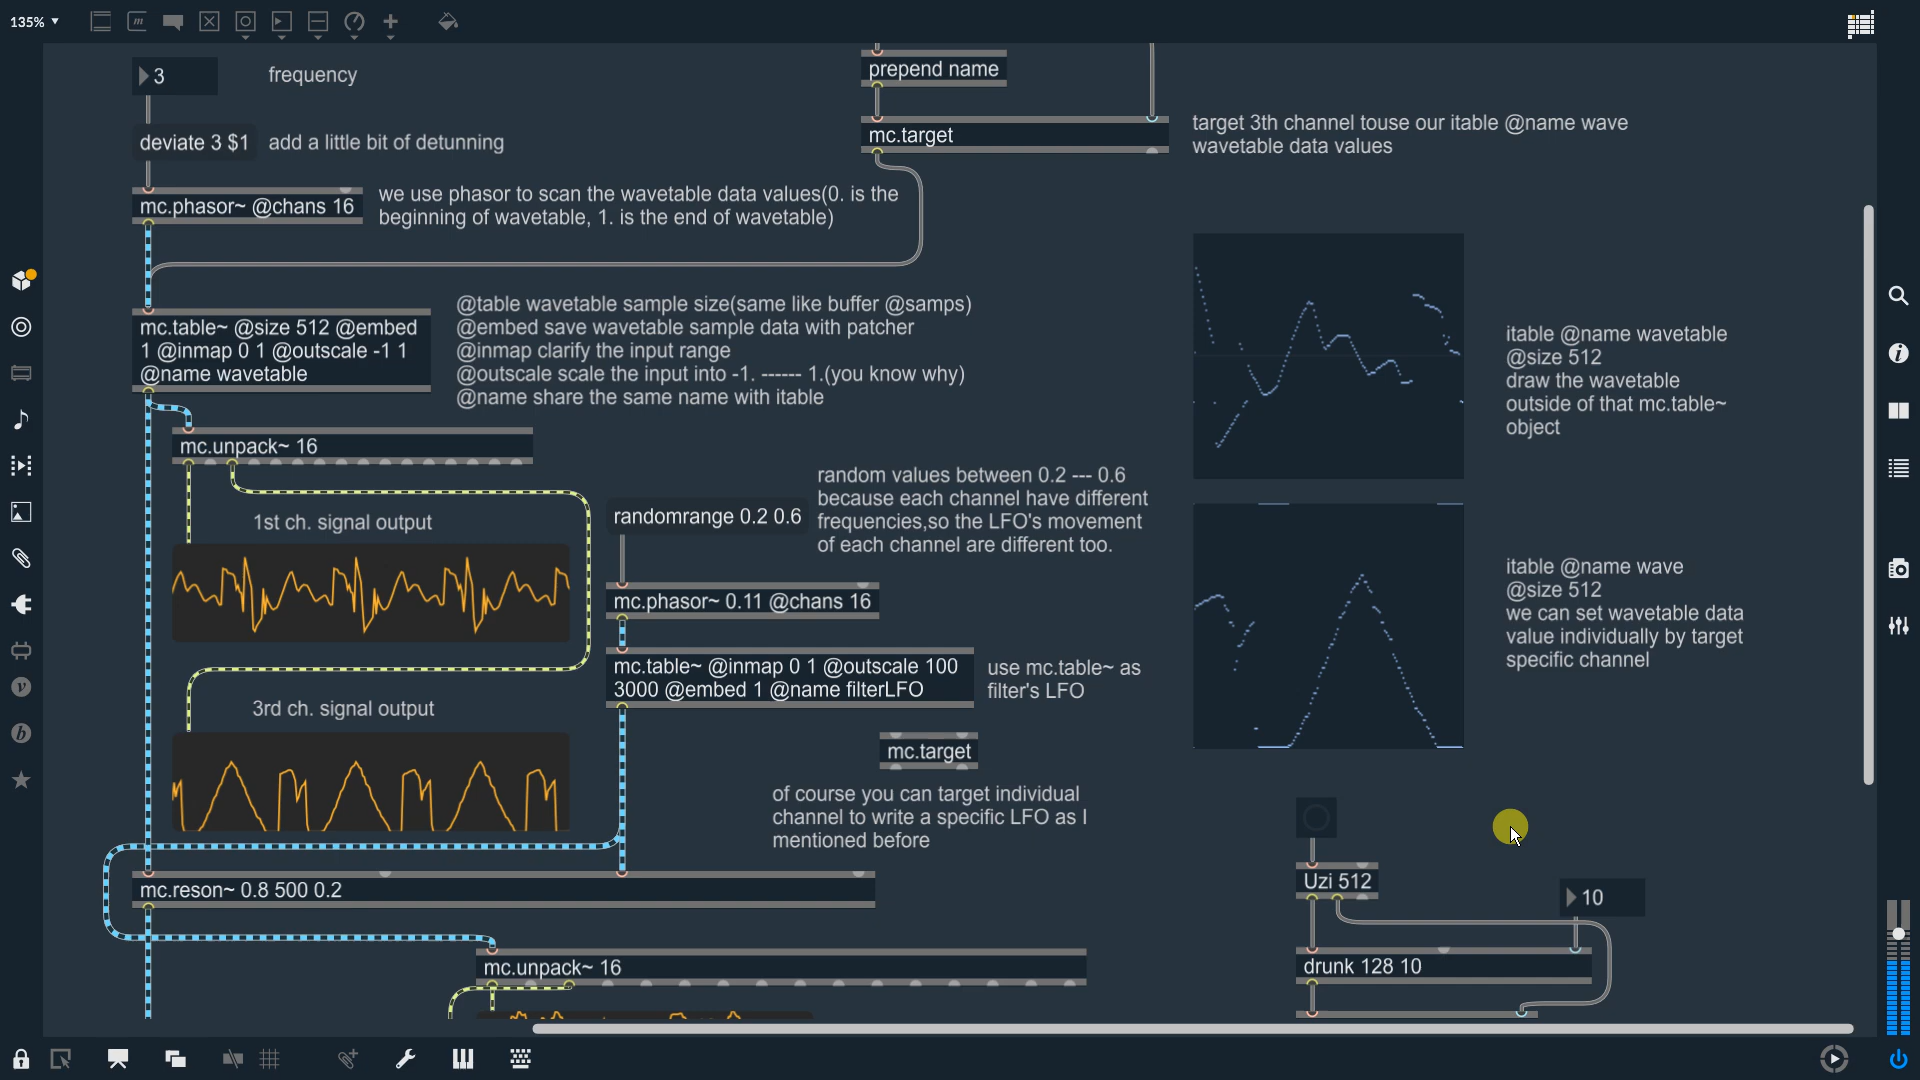 135%
prepend name
3
frequency
mc.target
target 3th channel touse our itable @name wave
wavetable data values
deviate 3 $1
add a little bit of detunning
mc.phasor~ @chans 16
we use phasor to scan the wavetable data values(0. is the
beginning of wavetable, 1. is the end of wavetable)
mc.table~ @size 512 @embed
1 @inmap 0 1 @outscale -1 1
@name wavetable
@table wavetable sample size(same like buffer @samps)
@embed save wavetable sample data with patcher
@inmap clarify the input range
@outscale scale the input into -1. ------ 1.(you know why)
@name share the same name with itable
itable @name wavetable
@size 512
draw the wavetable
outside of that mc.table~
object
mc.unpack~ 16
random values between 0.2 --- 0.6
because each channel have different
frequencies,so the LFO's movement
of each channel are different too.
randomrange 0.2 0.6
1st ch. signal output
mc.phasor~ 0.11 @chans 16
itable @name wave
@size 512
we can set wavetable data
value individually by target
specific channel
mc.table~ @inmap 0 1 @outscale 100
3000 @embed 1 @name filterLFO
use mc.table~ as
filter's LFO
3rd ch. signal output
mc.target
of course you can target individual
channel to write a specific LFO as I
mentioned before
mc.reson~ 0.8 500 0.2
Uzi 512
10
mc.unpack~ 16
drunk 128 10